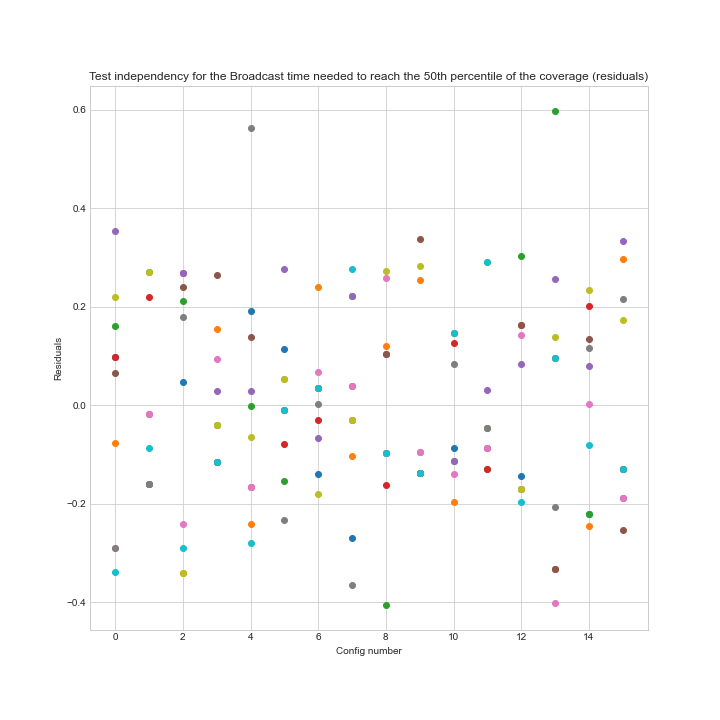 Test independency for the Broadcast time needed to reach the 50th percentile of the coverage (residuals)
0.6
0.4
0.2
0.0
−0.2
−0.4
Residuals
0 2 4 6 8 10 12 14
Config number